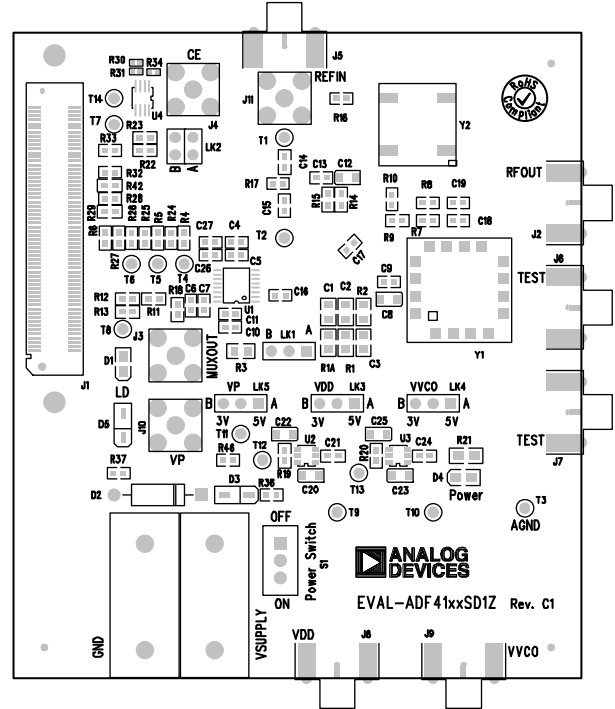 J5
REFIN
R30
R31
R34
CE
J4
U4
J11
R16
Y2
RoHS
Compliant
T14
T7
R33
R23
R22
B
A
LK2
T1
C14
R17
C15
C13
C12
R15
R14
R32
R42
R28
R29
R6
R27
R26
R25
R5
R24
R4
T6
T5
T4
T2
C27
C4
C26
C5
C17
R10
R9
R8
R7
C19
C18
RFOUT
J2
J6
TEST
R12
R13
R11
R18
C6
C7
U1
C11
C10
C16
C9
C8
C1
C2
R2
R1A
R1
C3
Y1
T8
J3
MUXOUT
R3
B
LK1
A
D1
LD
D5
J1
J10
VP
VP
LK5
B
A
3V
5V
VDD
LK3
B
A
3V
5V
VVCO
LK4
B
A
3V
5V
T11
T12
C22
U2
C21
R19
C20
C25
U3
C24
R20
C23
T13
R21
D4
Power
TEST
J7
R37
R46
D2
D3
R36
T9
T10
T3
AGND
OFF
Power Switch
S1
ON
GND
VSUPPLY
ANALOG
DEVICES
EVAL-ADF41xxSD1Z Rev. C1
VDD
J8
J9
VVCO